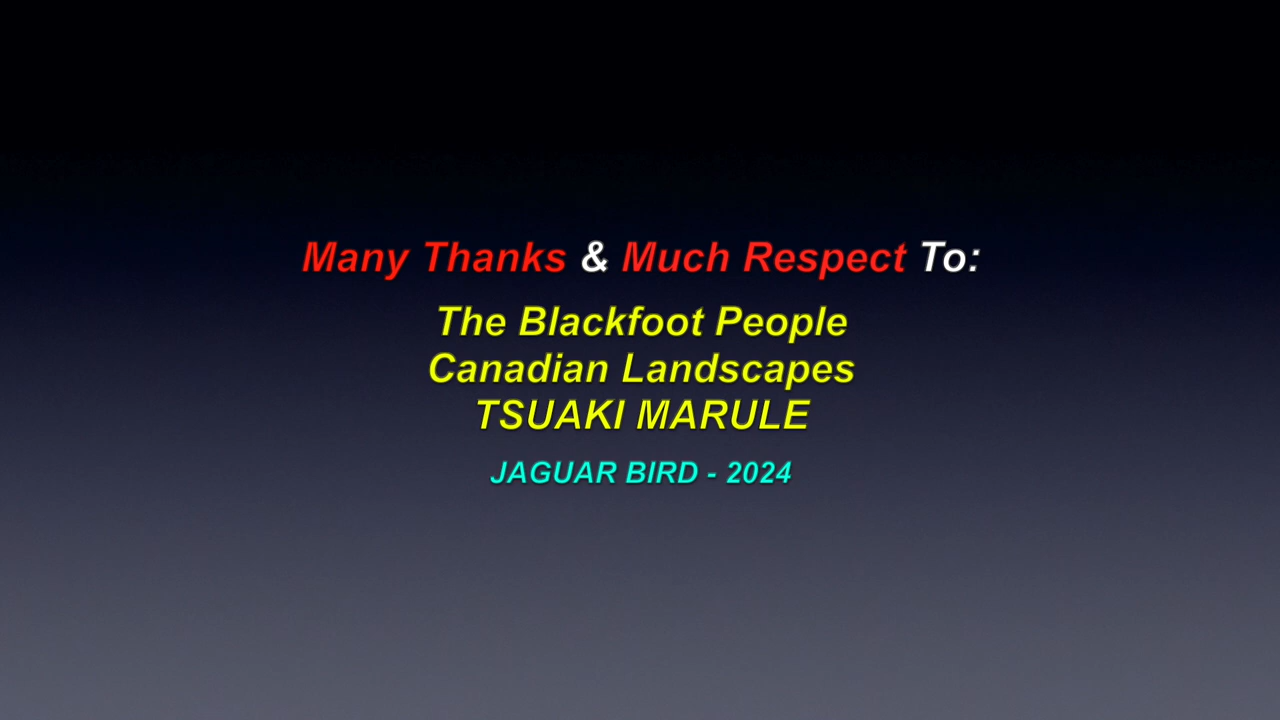 Many Thanks & Much Respect To:
The Blackfoot People
Canadian Landscapes
TSUAKI MARULE
JAGUAR BIRD - 2024